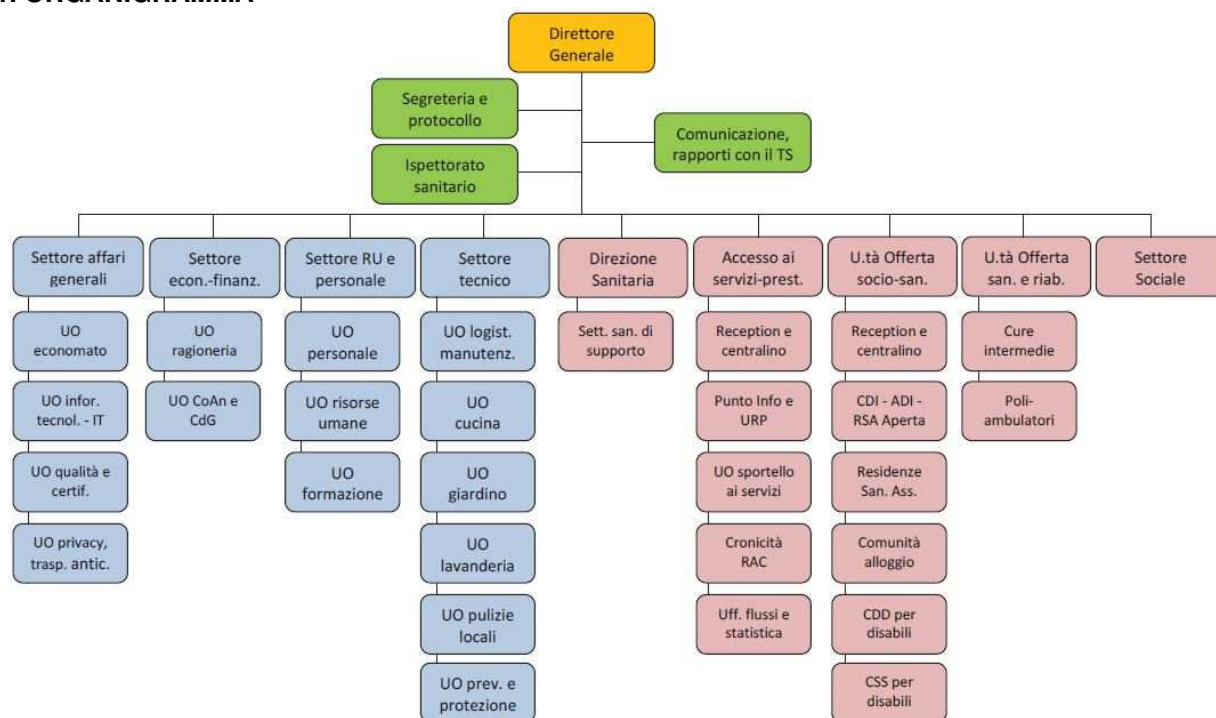 ORGANIGRAMMA
Direttore
Generale
Segreteria e
protocollo
Comunicazione,
rapporti con il TS
Ispettorato
sanitario
Settore affari
generali
Settore
econ.-finanz.
Settore RU e
personale
Settore
tecnico
Direzione
Sanitaria
Accesso ai
servizi-prest.
U.tà Offerta
socio-san.
U.tà Offerta
san. e riab.
Settore
Sociale
UO
economato
UO infor.
tecnol. - IT
UO qualità e
certif.
UO privacy,
trasp. antic.
UO
ragioneria
UO CoAn e
CdG
UO
personale
UO risorse
umane
UO
formazione
UO logist.
manutenz.
UO
cucina
UO
giardino
UO
lavanderia
UO pulizie
locali
UO prev. e
protezione
Sett. san. di
supporto
Reception e
centralino
Punto Info e
URP
UO sportello
ai servizi
Cronicità
RAC
Uff. flussi e
statistica
Reception e
centralino
CDI - ADI -
RSA Aperta
Residenze
San. Ass.
Comunità
alloggio
CDD per
disabili
CSS per
disabili
Cure
intermedie
Poli-
ambulatori